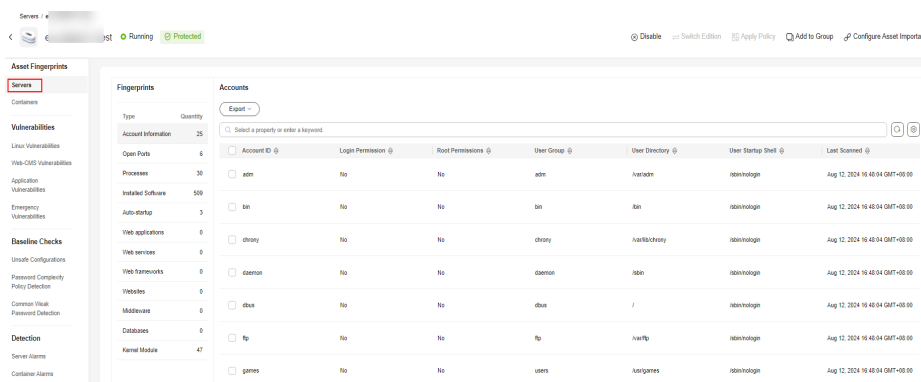 Servers / e
e st Running Protected
Disable Switch Edition Apply Policy Add to Group Configure Asset Importa
Asset Fingerprints
Servers
Containers
Vulnerabilities
Linux Vulnerabilities
Web-CMS Vulnerabilities
Application
Vulnerabilities
Emergency
Vulnerabilities
Baseline Checks
Unsafe Configurations
Password Complexity
Policy Detection
Common Weak
Password Detection
Detection
Server Alarms
Container Alarms
Fingerprints
Type Quantity
Account Information 25
Open Ports 6
Processes 30
Installed Software 509
Auto-startup 3
Web applications 0
Web services 0
Web frameworks 0
Websites 0
Middleware 0
Databases 0
Kernel Module 47
Accounts
Export
Select a property or enter a keyword.
Account ID Login Permission Root Permissions User Group User Directory User Startup Shell Last Scanned
adm No No adm /var/adm /sbin/nologin Aug 12, 2024 16:48:04 GMT+08:00
bin No No bin /bin /sbin/nologin Aug 12, 2024 16:48:04 GMT+08:00
chrony No No chrony /var/lib/chrony /sbin/nologin Aug 12, 2024 16:48:04 GMT+08:00
daemon No No daemon /sbin /sbin/nologin Aug 12, 2024 16:48:04 GMT+08:00
dbus No No dbus / /sbin/nologin Aug 12, 2024 16:48:04 GMT+08:00
ftp No No ftp /var/ftp /sbin/nologin Aug 12, 2024 16:48:04 GMT+08:00
games No No users /usr/games /sbin/nologin Aug 12, 2024 16:48:04 GMT+08:00